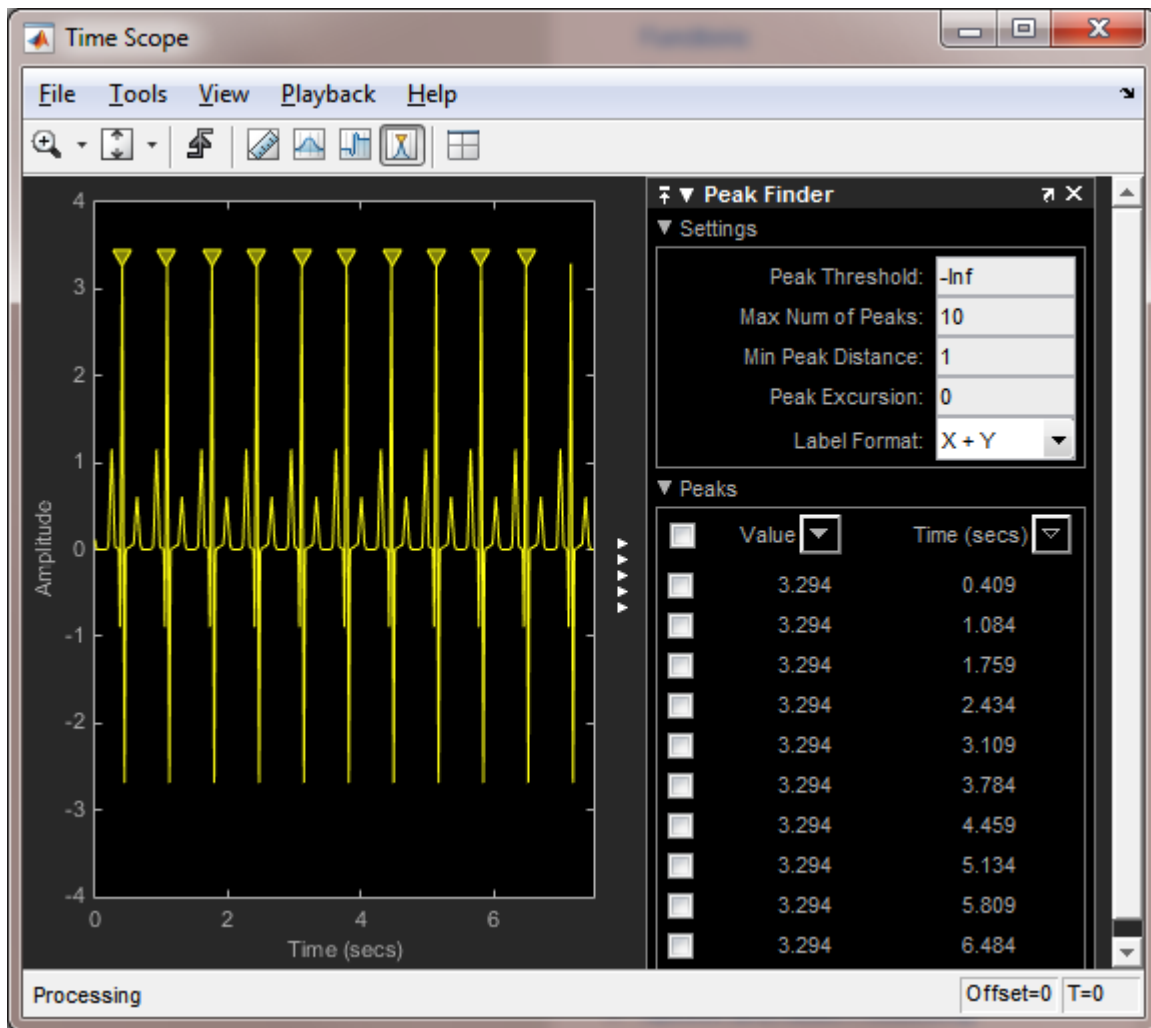 Time Scope
File Tools View Playback Help
4
3
2
1
0
-1
-2
-3
-4
Amplitude
0 2 4 6
Time (secs)
Peak Finder
Settings
Peak Threshold: -Inf
Max Num of Peaks: 10
Min Peak Distance: 1
Peak Excursion: 0
Label Format: X + Y
Peaks
Value Time (secs)
3.294 0.409
3.294 1.084
3.294 1.759
3.294 2.434
3.294 3.109
3.294 3.784
3.294 4.459
3.294 5.134
3.294 5.809
3.294 6.484
Processing Offset=0 T=0